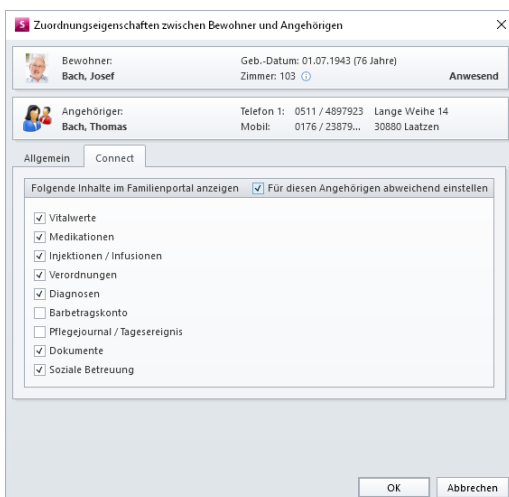 S Zuordnungseigenschaften zwischen Bewohner und Angehörigen
Bewohner: Geb.-Datum: 01.07.1943 (76 Jahre)
Bach, Josef Zimmer: 103 Anwesend
Angehöriger: Telefon 1: 0511 / 4897923 Lange Weihe 14
Bach, Thomas Mobil: 0176 / 23879... 30880 Laatzen
Allgemein Connect
Folgende Inhalte im Familienportal anzeigen Für diesen Angehörigen abweichend einstellen
Vitalwerte
Medikationen
Injektionen / Infusionen
Verordnungen
Diagnosen
Barbetragskonto
Pflegejournal / Tagesereignis
Dokumente
Soziale Betreuung
OK Abbrechen